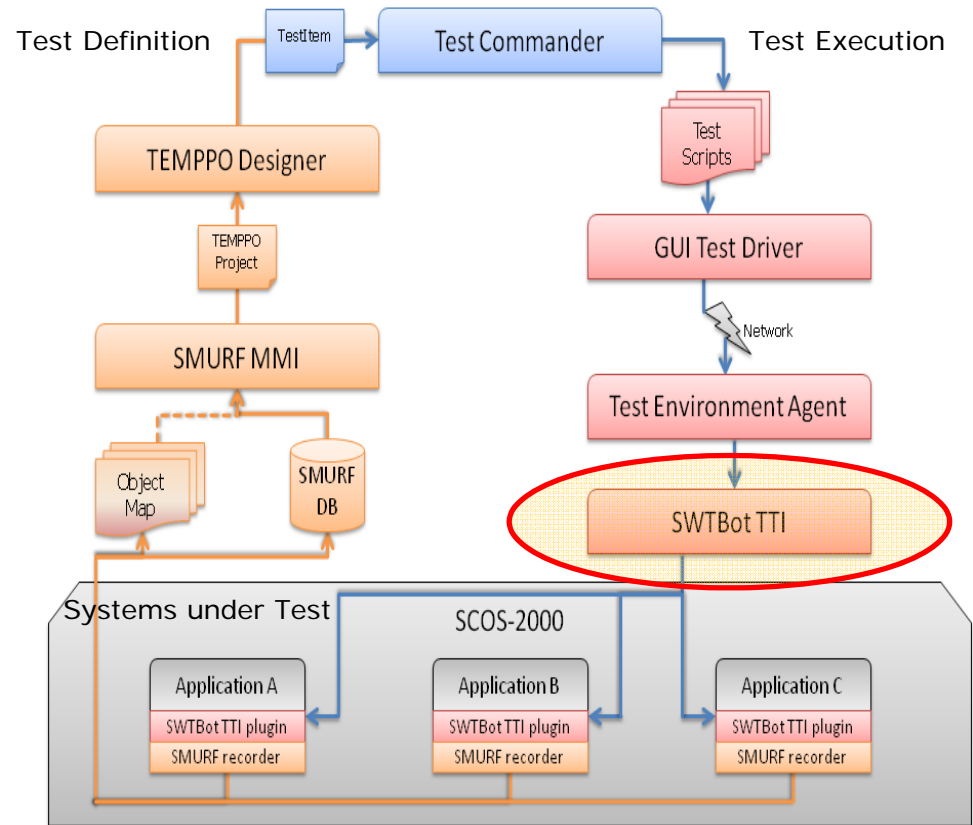 Test Definition
TestItem
Test Commander
Test Execution
Test
Scripts
TEMPPO Designer
TEMPPO
Project
GUI Test Driver
Network
SMURF MMI
Test Environment Agent
Object
Map
SMURF
DB
SWTBot TTI
Systems under Test
SCOS-2000
Application A
SWTBot TTI plugin
SMURF recorder
Application B
SWTBot TTI plugin
SMURF recorder
Application C
SWTBot TTI plugin
SMURF recorder